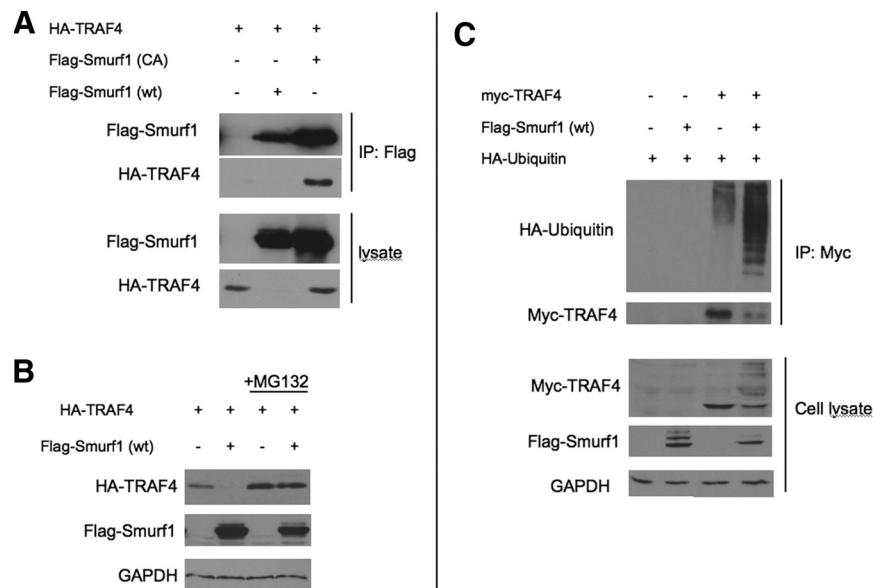 A
HA-TRAF4 + + +
Flag-Smurf1 (CA) - - +
Flag-Smurf1 (wt) - + -
Flag-Smurf1
HA-TRAF4
IP: Flag
Flag-Smurf1
HA-TRAF4
lysate
B
+MG132
HA-TRAF4 + + + +
Flag-Smurf1 (wt) - + - +
HA-TRAF4
Flag-Smurf1
GAPDH
C
myc-TRAF4 - - + +
Flag-Smurf1 (wt) - + - +
HA-Ubiquitin + + + +
HA-Ubiquitin
Myc-TRAF4
IP: Myc
Myc-TRAF4
Flag-Smurf1
GAPDH
Cell lysate